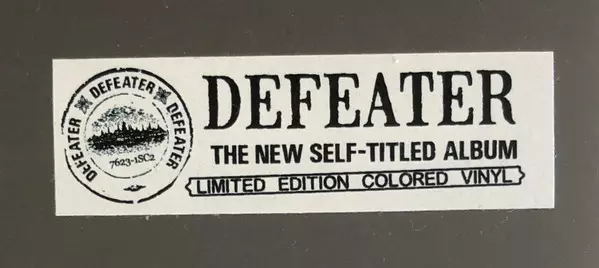 DEFEATER
DEFEATER
DEFEATER
7623-1SC2
DEFEATER
THE NEW SELF-TITLED ALBUM
LIMITED EDITION COLORED VINYL